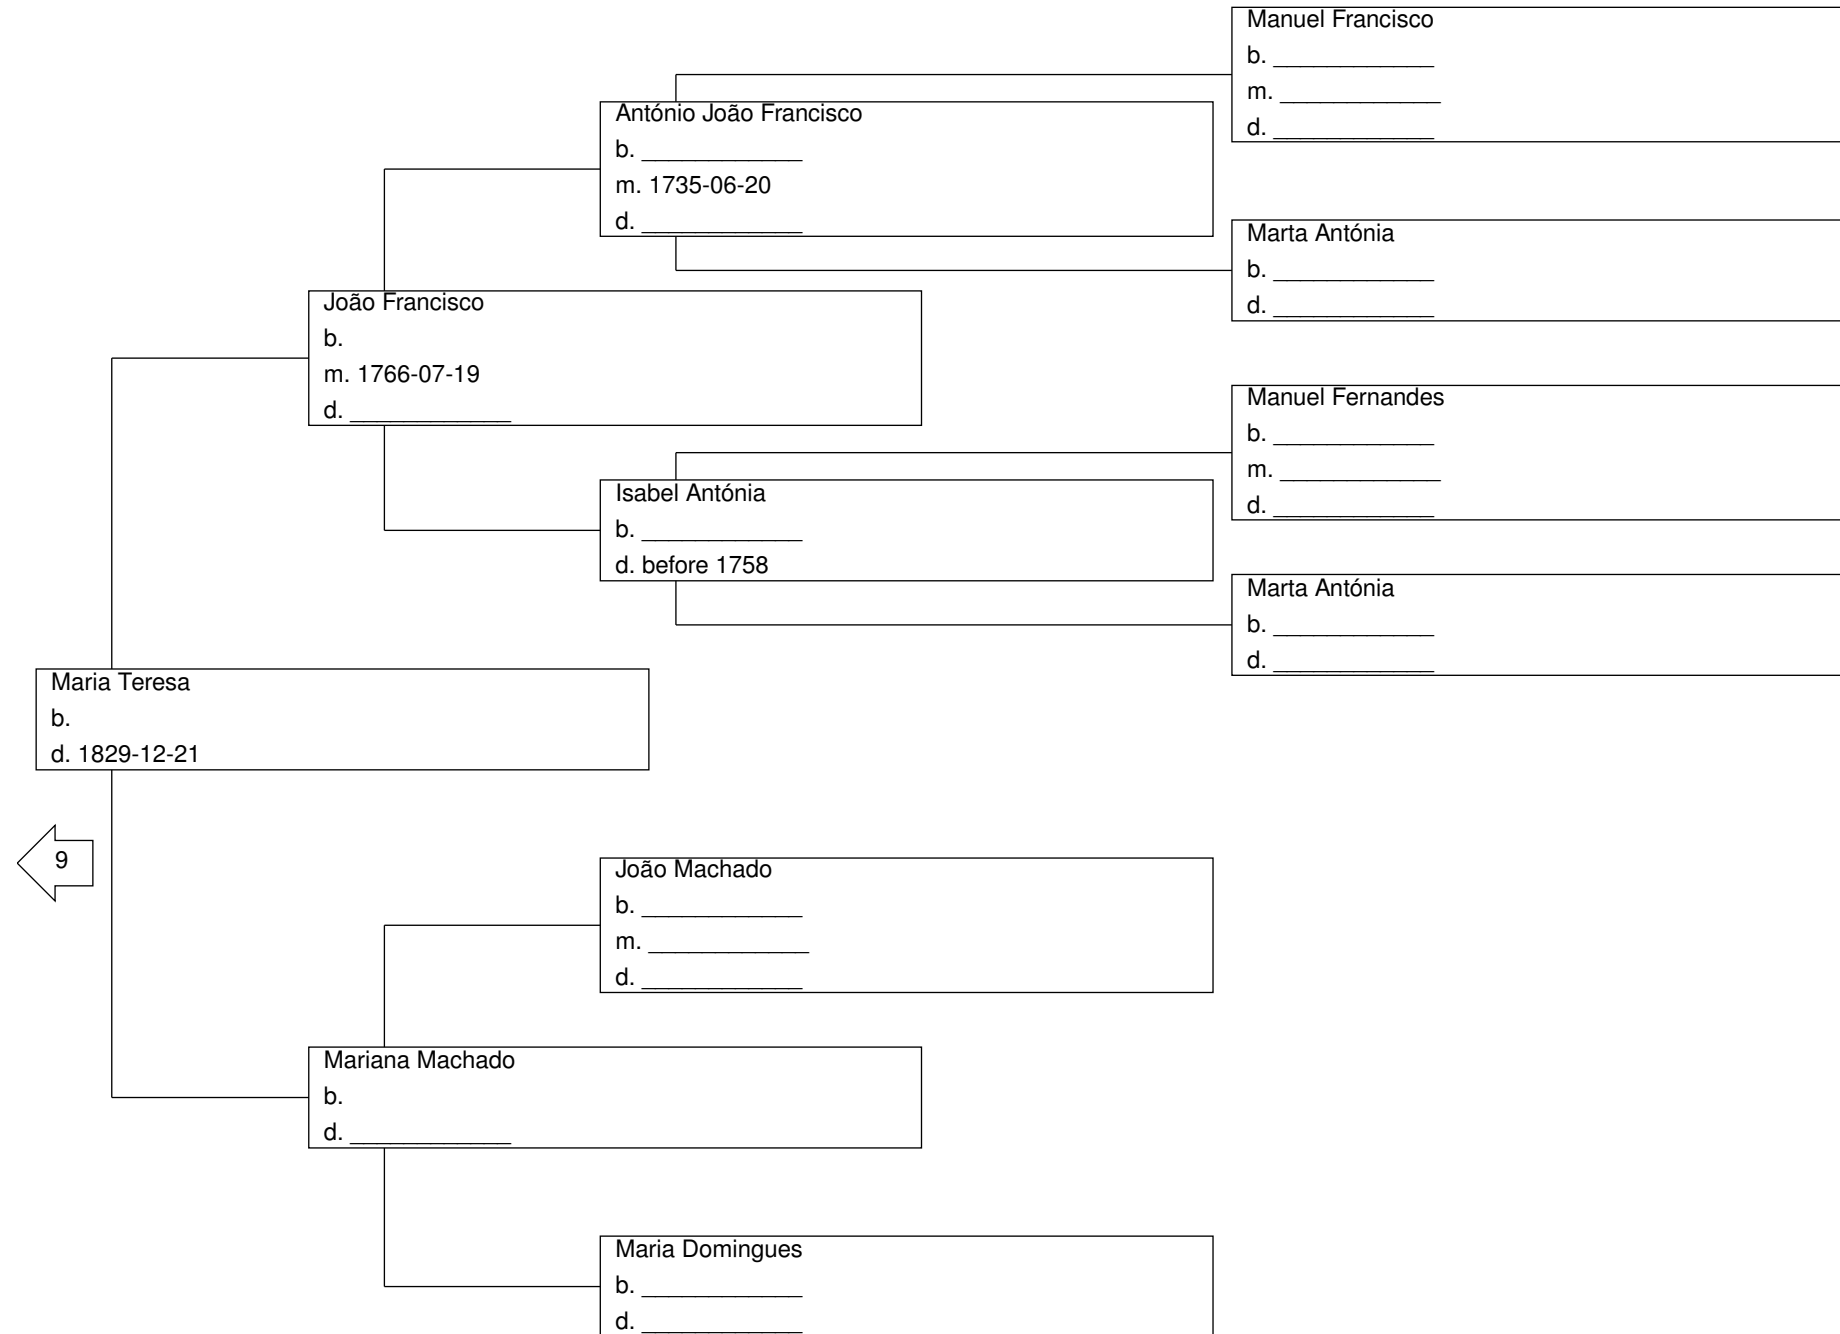 Manuel Francisco
b. ____________
m. ____________
d. ____________
António João Francisco
b. ____________
m. 1735-06-20
d. ____________
Marta Antónia
b. ____________
d. ____________
João Francisco
b.
m. 1766-07-19
d. ____________
Manuel Fernandes
b. ____________
m. ____________
d. ____________
Isabel Antónia
b. ____________
d. before 1758
Marta Antónia
b. ____________
d. ____________
Maria Teresa
b.
d. 1829-12-21
9
João Machado
b. ____________
m. ____________
d. ____________
Mariana Machado
b.
d. ____________
Maria Domingues
b. ____________
d. ____________